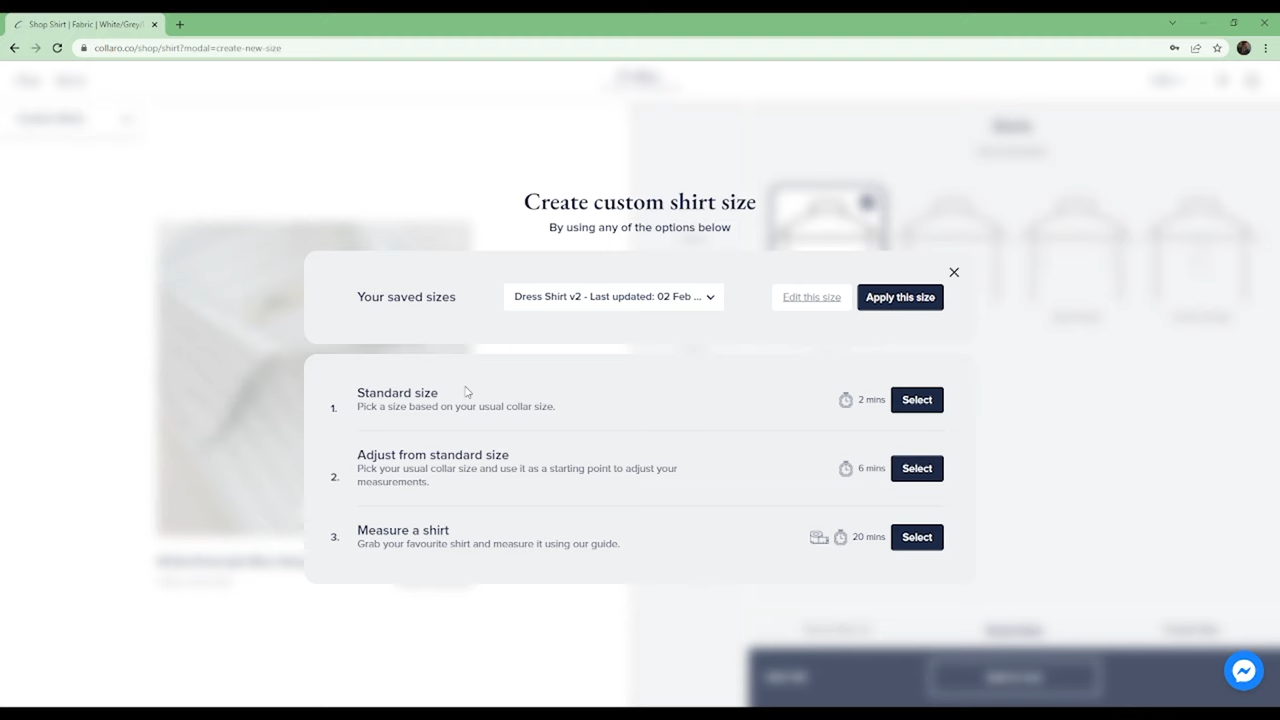 Shop Shirt | Fabric | White/Grey/
collaro.co/shop/shirt?modal=create-new-size
Create custom shirt size
By using any of the options below
Your saved sizes
Dress Shirt v2 - Last updated: 02 Feb ...
Edit this size
Apply this size
1.
Standard size
Pick a size based on your usual collar size.
2 mins
Select
2.
Adjust from standard size
Pick your usual collar size and use it as a starting point to adjust your
measurements.
6 mins
Select
3.
Measure a shirt
Grab your favourite shirt and measure it using our guide.
20 mins
Select